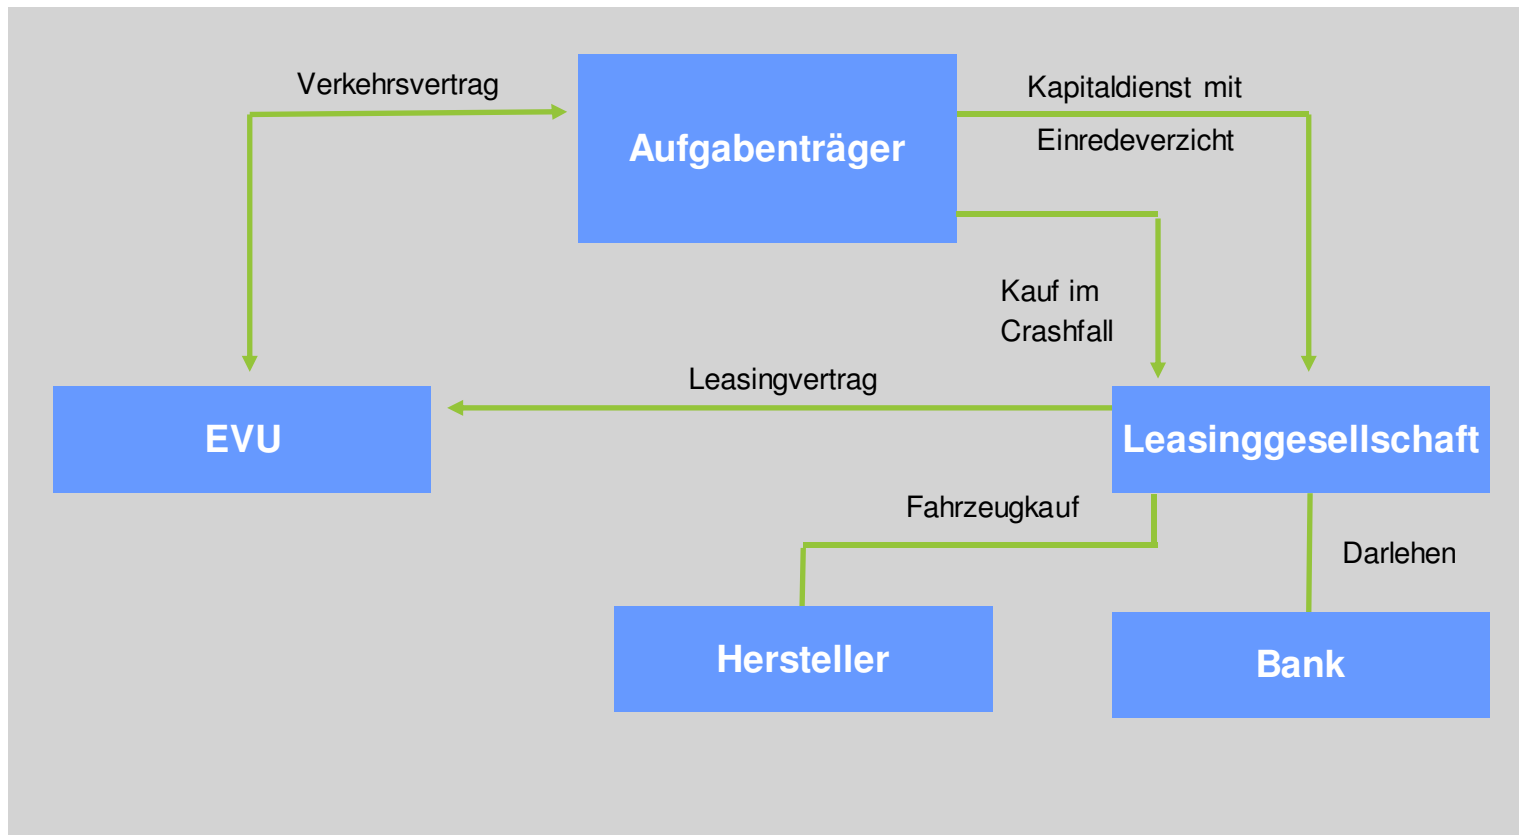 Verkehrsvertrag
Kapitaldienst mit
Einredeverzicht
Aufgabenträger
Kauf im
Crashfall
Leasingvertrag
EVU
Leasinggesellschaft
Fahrzeugkauf
Darlehen
Hersteller
Bank